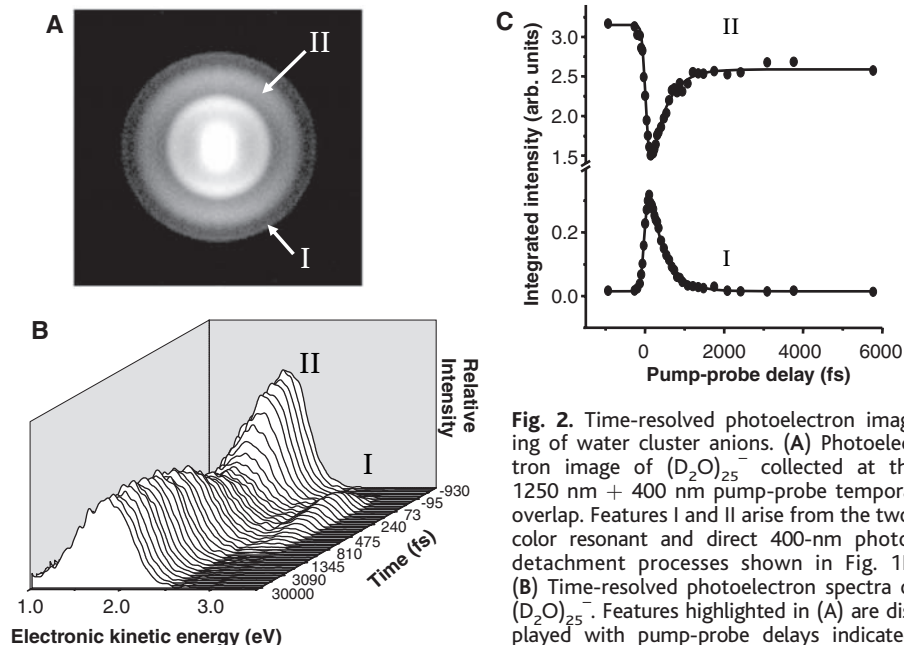 A
II
I
B
II
I
Relative
Intensity
-930
-95
73
240
475
810
1345
3090
30000
Time (fs)
1.0 2.0 3.0
Electronic kinetic energy (eV)
C
Integrated intensity (arb. units)
3.0
2.5
2.0
1.5
0.2
0.0
II
I
0 2000 4000 6000
Pump-probe delay (fs)
Fig. 2. Time-resolved photoelectron imag
ing of water cluster anions. (A) Photoelec
tron image of (D₂O)₂₅⁻ collected at the
1250 nm + 400 nm pump-probe tempora
overlap. Features I and II arise from the two
color resonant and direct 400-nm photo
detachment processes shown in Fig.
(B) Time-resolved photoelectron spectra o
(D₂O)₂₅⁻. Features highlighted in (A) are dis
played with pump-probe delays indicate